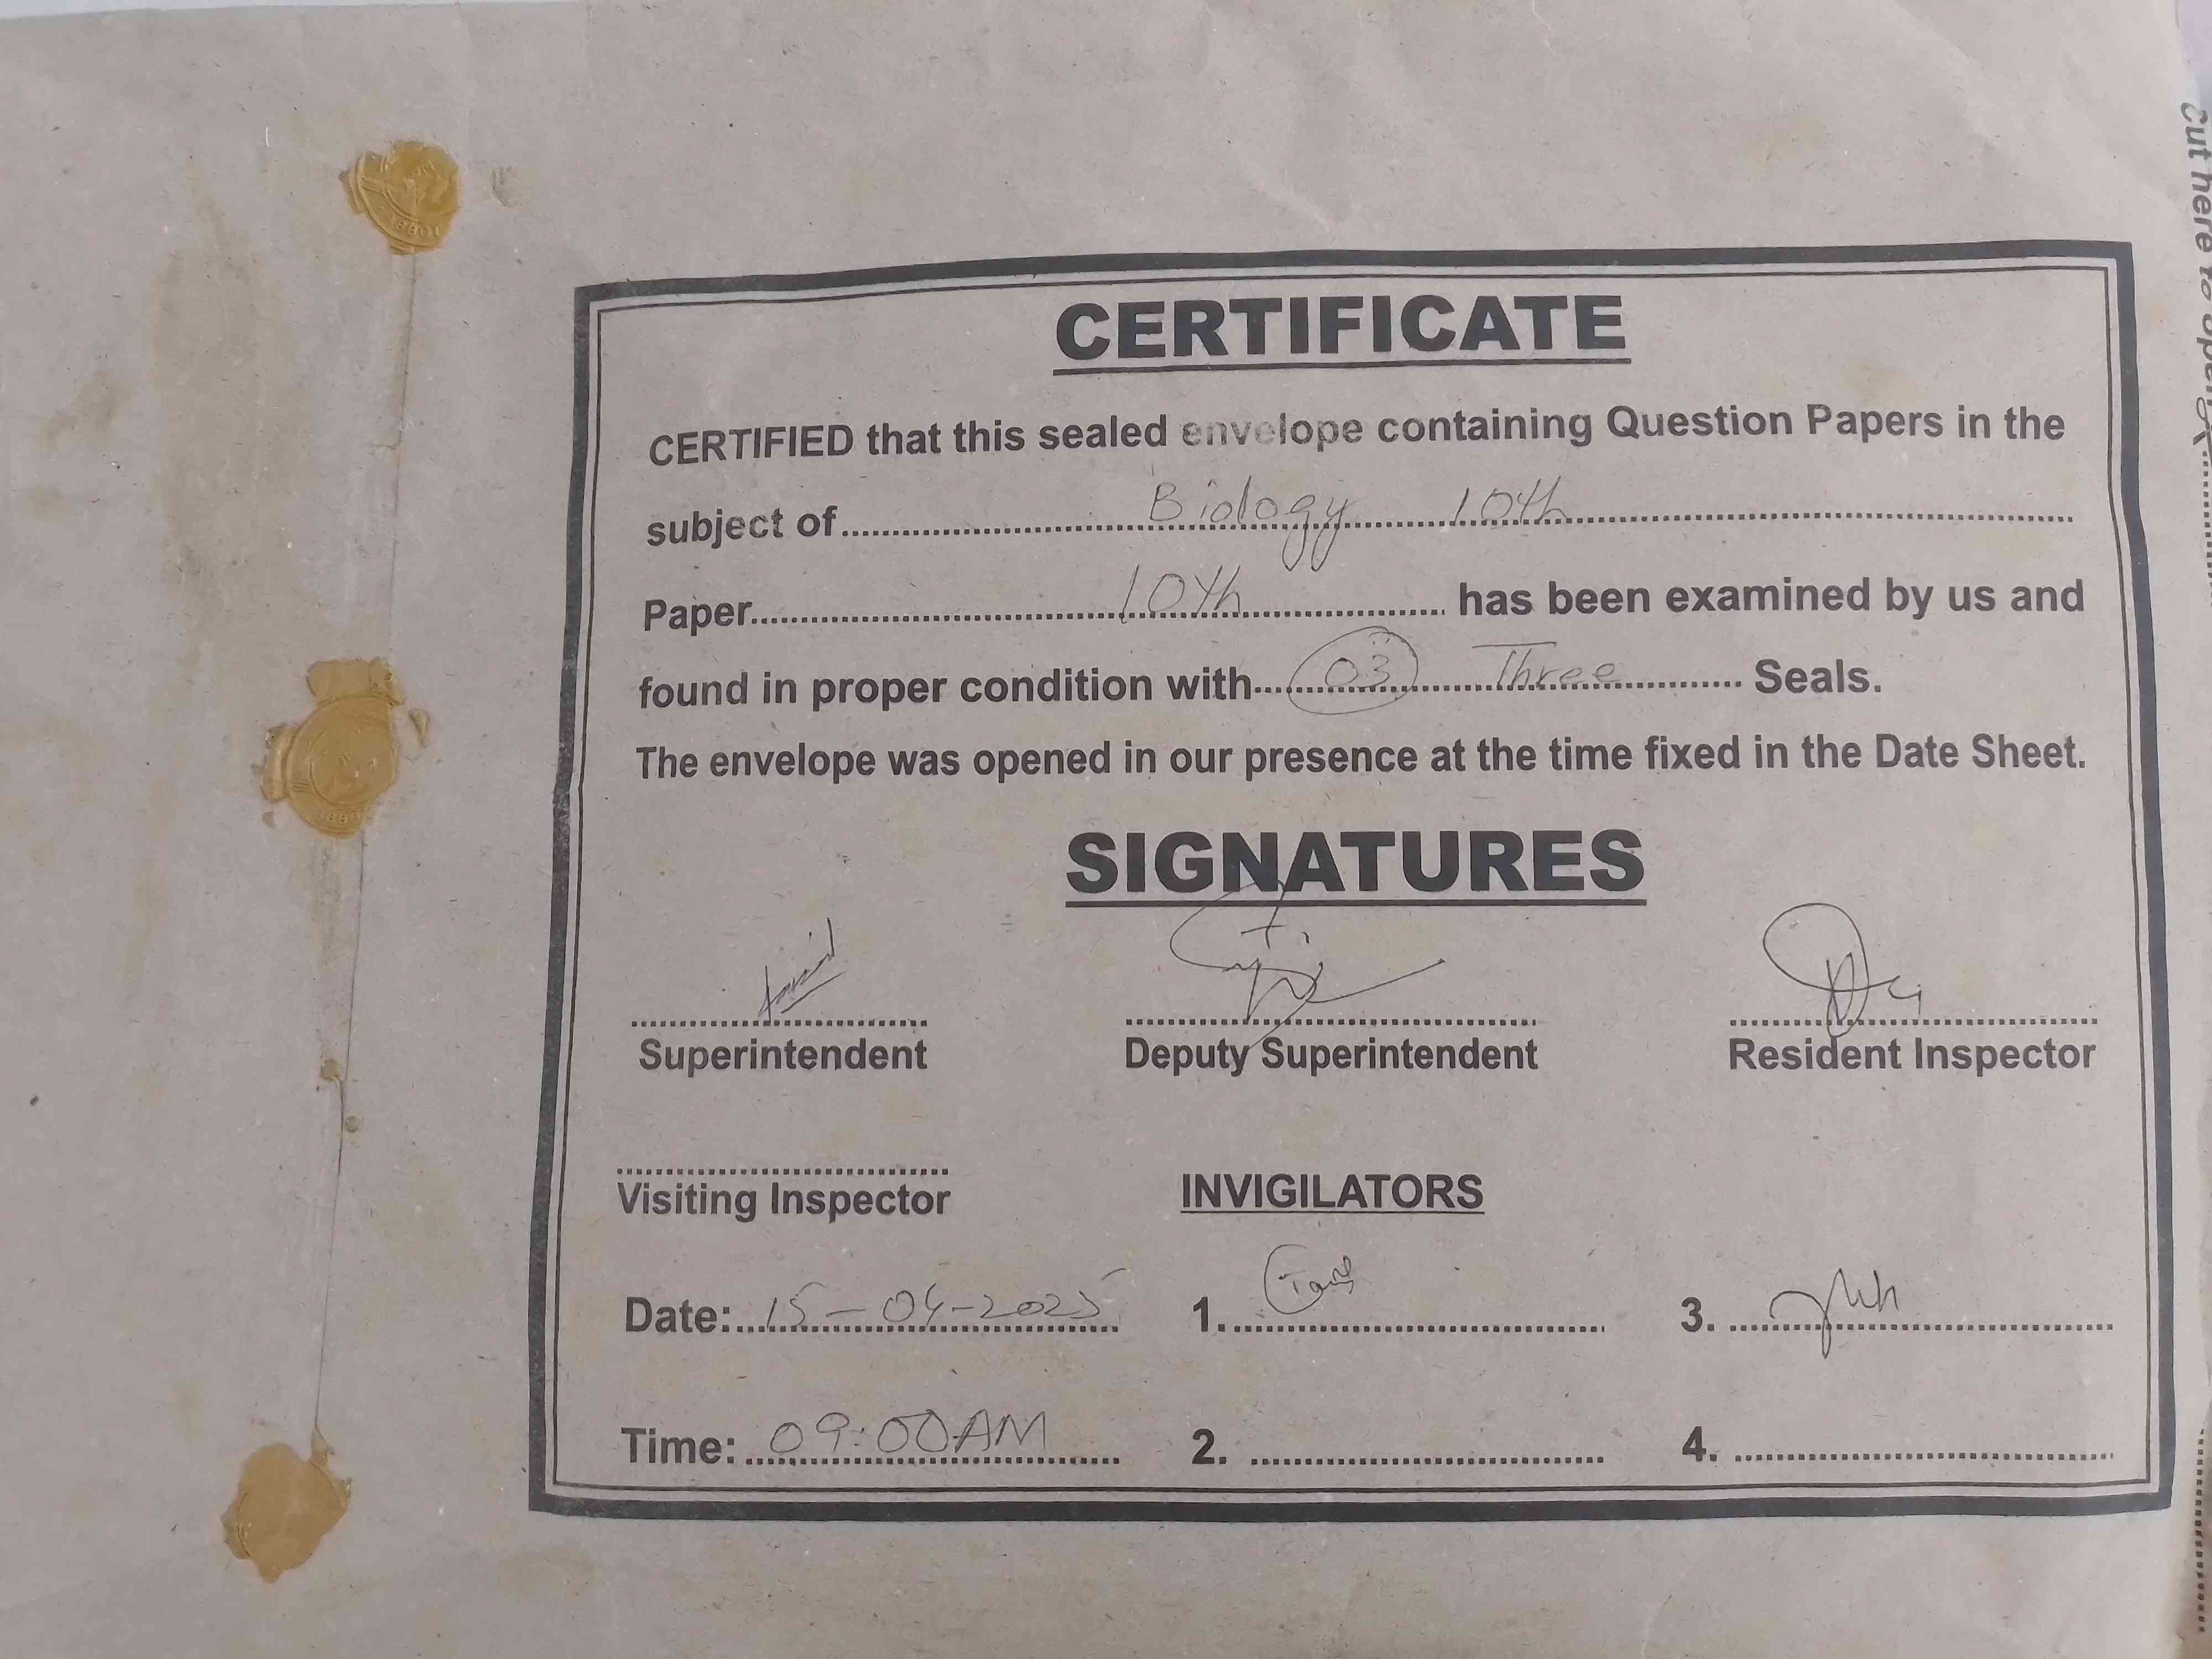 CERTIFICATE
CERTIFIED that this sealed envelope containing Question Papers in the
subject of Biology 10th
Paper 10th has been examined by us and
found in proper condition with 03 Three Seals.
The envelope was opened in our presence at the time fixed in the Date Sheet.
SIGNATURES
Superintendent Deputy Superintendent Resident Inspector
Visiting Inspector INVIGILATORS
Date: 15-04-2025 1. 3.
Time: 09:00AM 2. 4.
Cut here to open